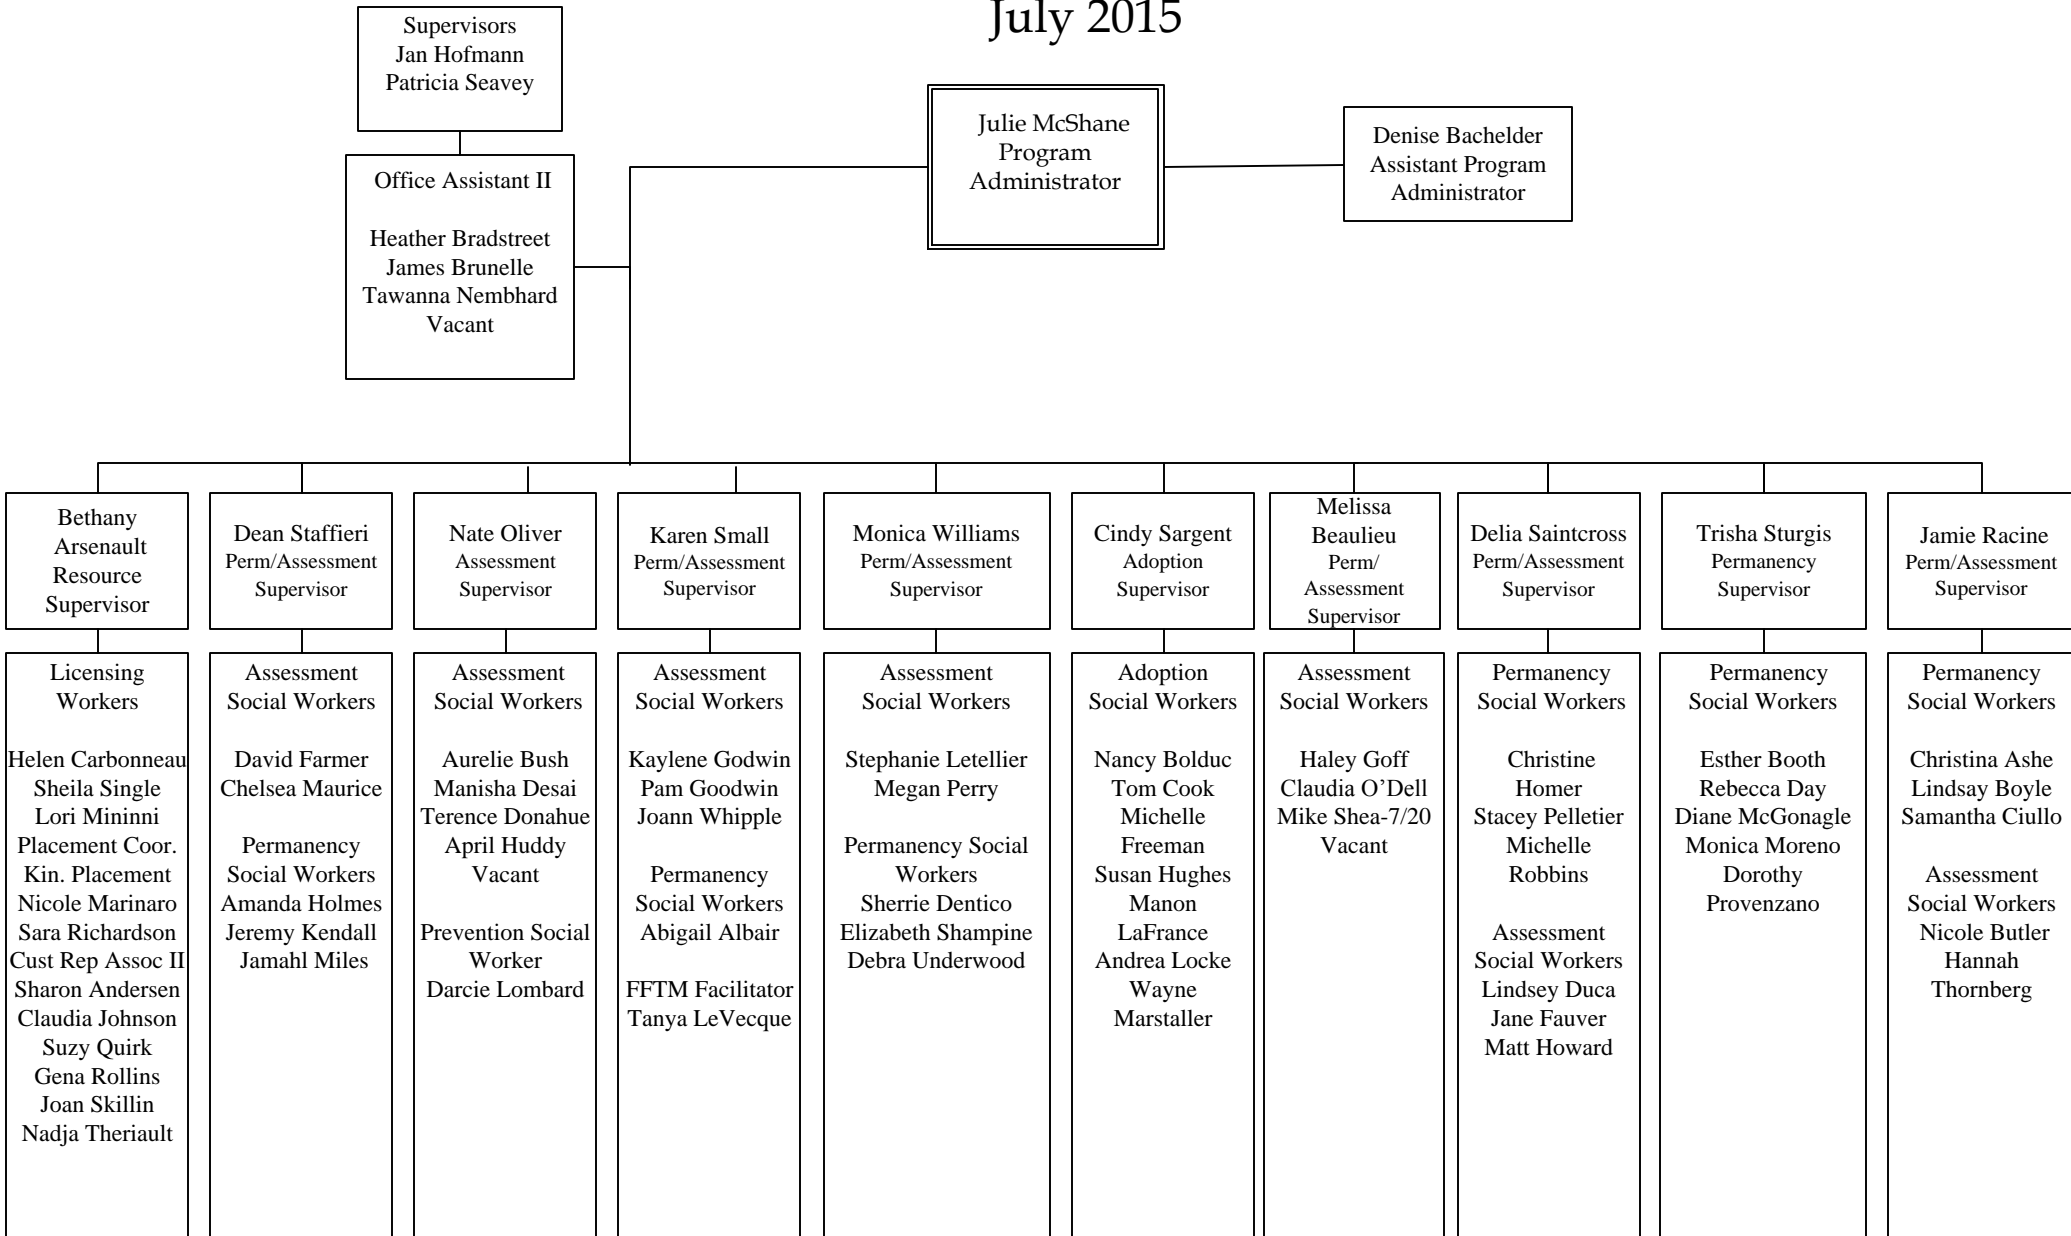 July 2015
Supervisors
Jan Hofmann
Patricia Seavey
Office Assistant II
Heather Bradstreet
James Brunelle
Tawanna Nembhard
Vacant
Julie McShane
Program
Administrator
Denise Bachelder
Assistant Program
Administrator
Bethany
Arsenault
Resource
Supervisor
Dean Staffieri
Perm/Assessment
Supervisor
Nate Oliver
Assessment
Supervisor
Karen Small
Perm/Assessment
Supervisor
Monica Williams
Perm/Assessment
Supervisor
Cindy Sargent
Adoption
Supervisor
Melissa
Beaulieu
Perm/
Assessment
Supervisor
Delia Saintcross
Perm/Assessment
Supervisor
Trisha Sturgis
Permanency
Supervisor
Jamie Racine
Perm/Assessment
Supervisor
Licensing
Workers
Helen Carbonneau
Sheila Single
Lori Mininni
Placement Coor.
Kin. Placement
Nicole Marinaro
Sara Richardson
Cust Rep Assoc II
Sharon Andersen
Claudia Johnson
Suzy Quirk
Gena Rollins
Joan Skillin
Nadja Theriault
Assessment
Social Workers
David Farmer
Chelsea Maurice
Permanency
Social Workers
Amanda Holmes
Jeremy Kendall
Jamahl Miles
Assessment
Social Workers
Aurelie Bush
Manisha Desai
Terence Donahue
April Huddy
Vacant
Prevention Social
Worker
Darcie Lombard
Assessment
Social Workers
Kaylene Godwin
Pam Goodwin
Joann Whipple
Permanency
Social Workers
Abigail Albair
FFTM Facilitator
Tanya LeVecque
Assessment
Social Workers
Stephanie Letellier
Megan Perry
Permanency Social
Workers
Sherrie Dentico
Elizabeth Shampine
Debra Underwood
Adoption
Social Workers
Nancy Bolduc
Tom Cook
Michelle
Freeman
Susan Hughes
Manon
LaFrance
Andrea Locke
Wayne
Marstaller
Assessment
Social Workers
Haley Goff
Claudia O’Dell
Mike Shea-7/20
Vacant
Permanency
Social Workers
Christine
Homer
Stacey Pelletier
Michelle
Robbins
Assessment
Social Workers
Lindsey Duca
Jane Fauver
Matt Howard
Permanency
Social Workers
Esther Booth
Rebecca Day
Diane McGonagle
Monica Moreno
Dorothy
Provenzano
Permanency
Social Workers
Christina Ashe
Lindsay Boyle
Samantha Ciullo
Assessment
Social Workers
Nicole Butler
Hannah
Thornberg